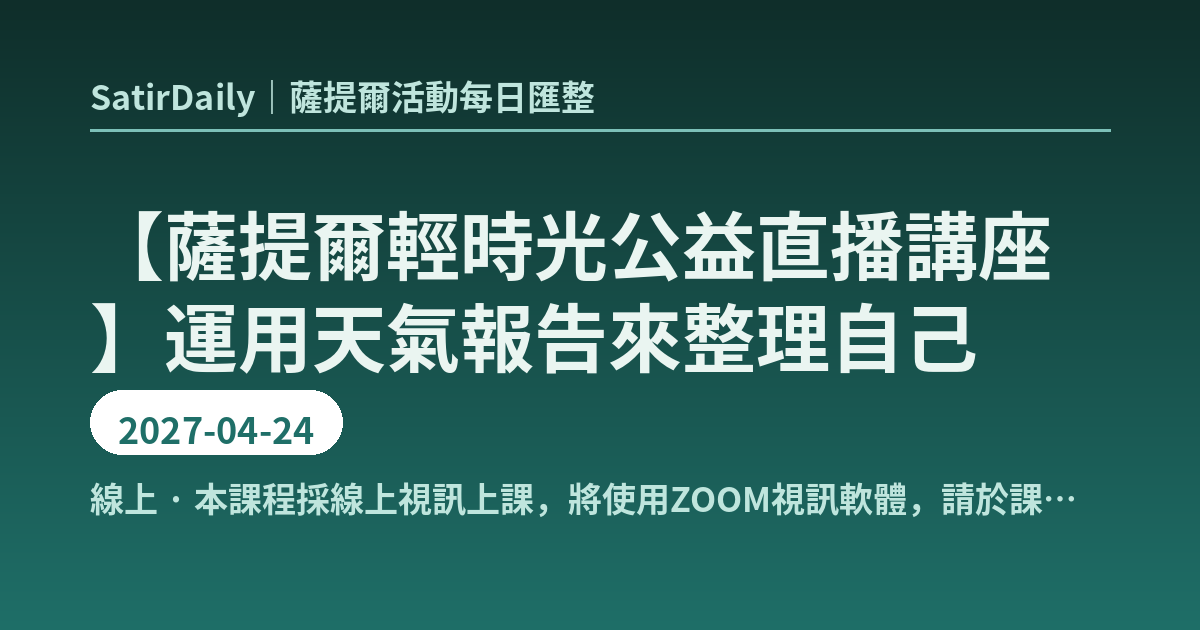 SatirDaily｜薩提爾活動每日匯整
【薩提爾輕時光公益直播講座
】運用天氣報告來整理自己
2027-04-24
線上 · 本課程採線上視訊上課，將使用ZOOM視訊軟體，請於課…